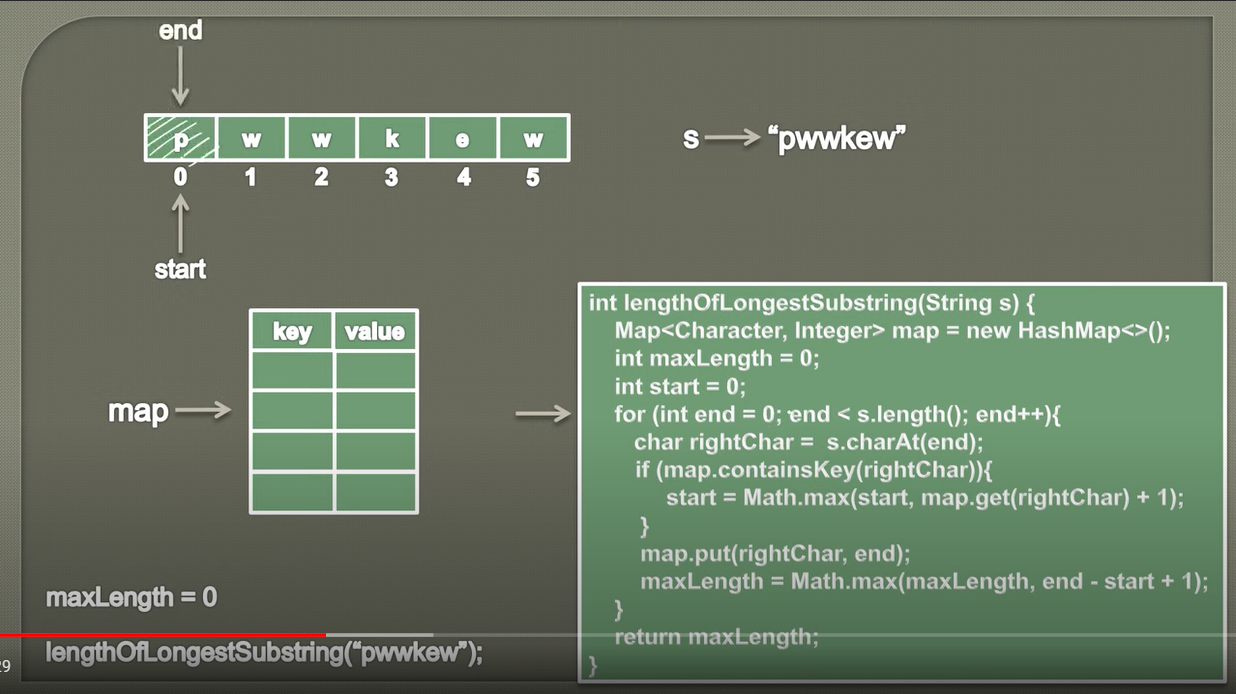 end
p w w k e w
0 1 2 3 4 5
s "pwwkew"
start
key value
map
int lengthOfLongestSubstring(String s) {
Map<Character, Integer> map = new HashMap<>();
int maxLength = 0;
int start = 0;
for (int end = 0; end < s.length(); end++){
char rightChar = s.charAt(end);
if (map.containsKey(rightChar)){
start = Math.max(start, map.get(rightChar) + 1);
}
map.put(rightChar, end);
maxLength = Math.max(maxLength, end - start + 1);
}
return maxLength;
}
maxLength = 0
lengthOfLongestSubstring("pwwkew");